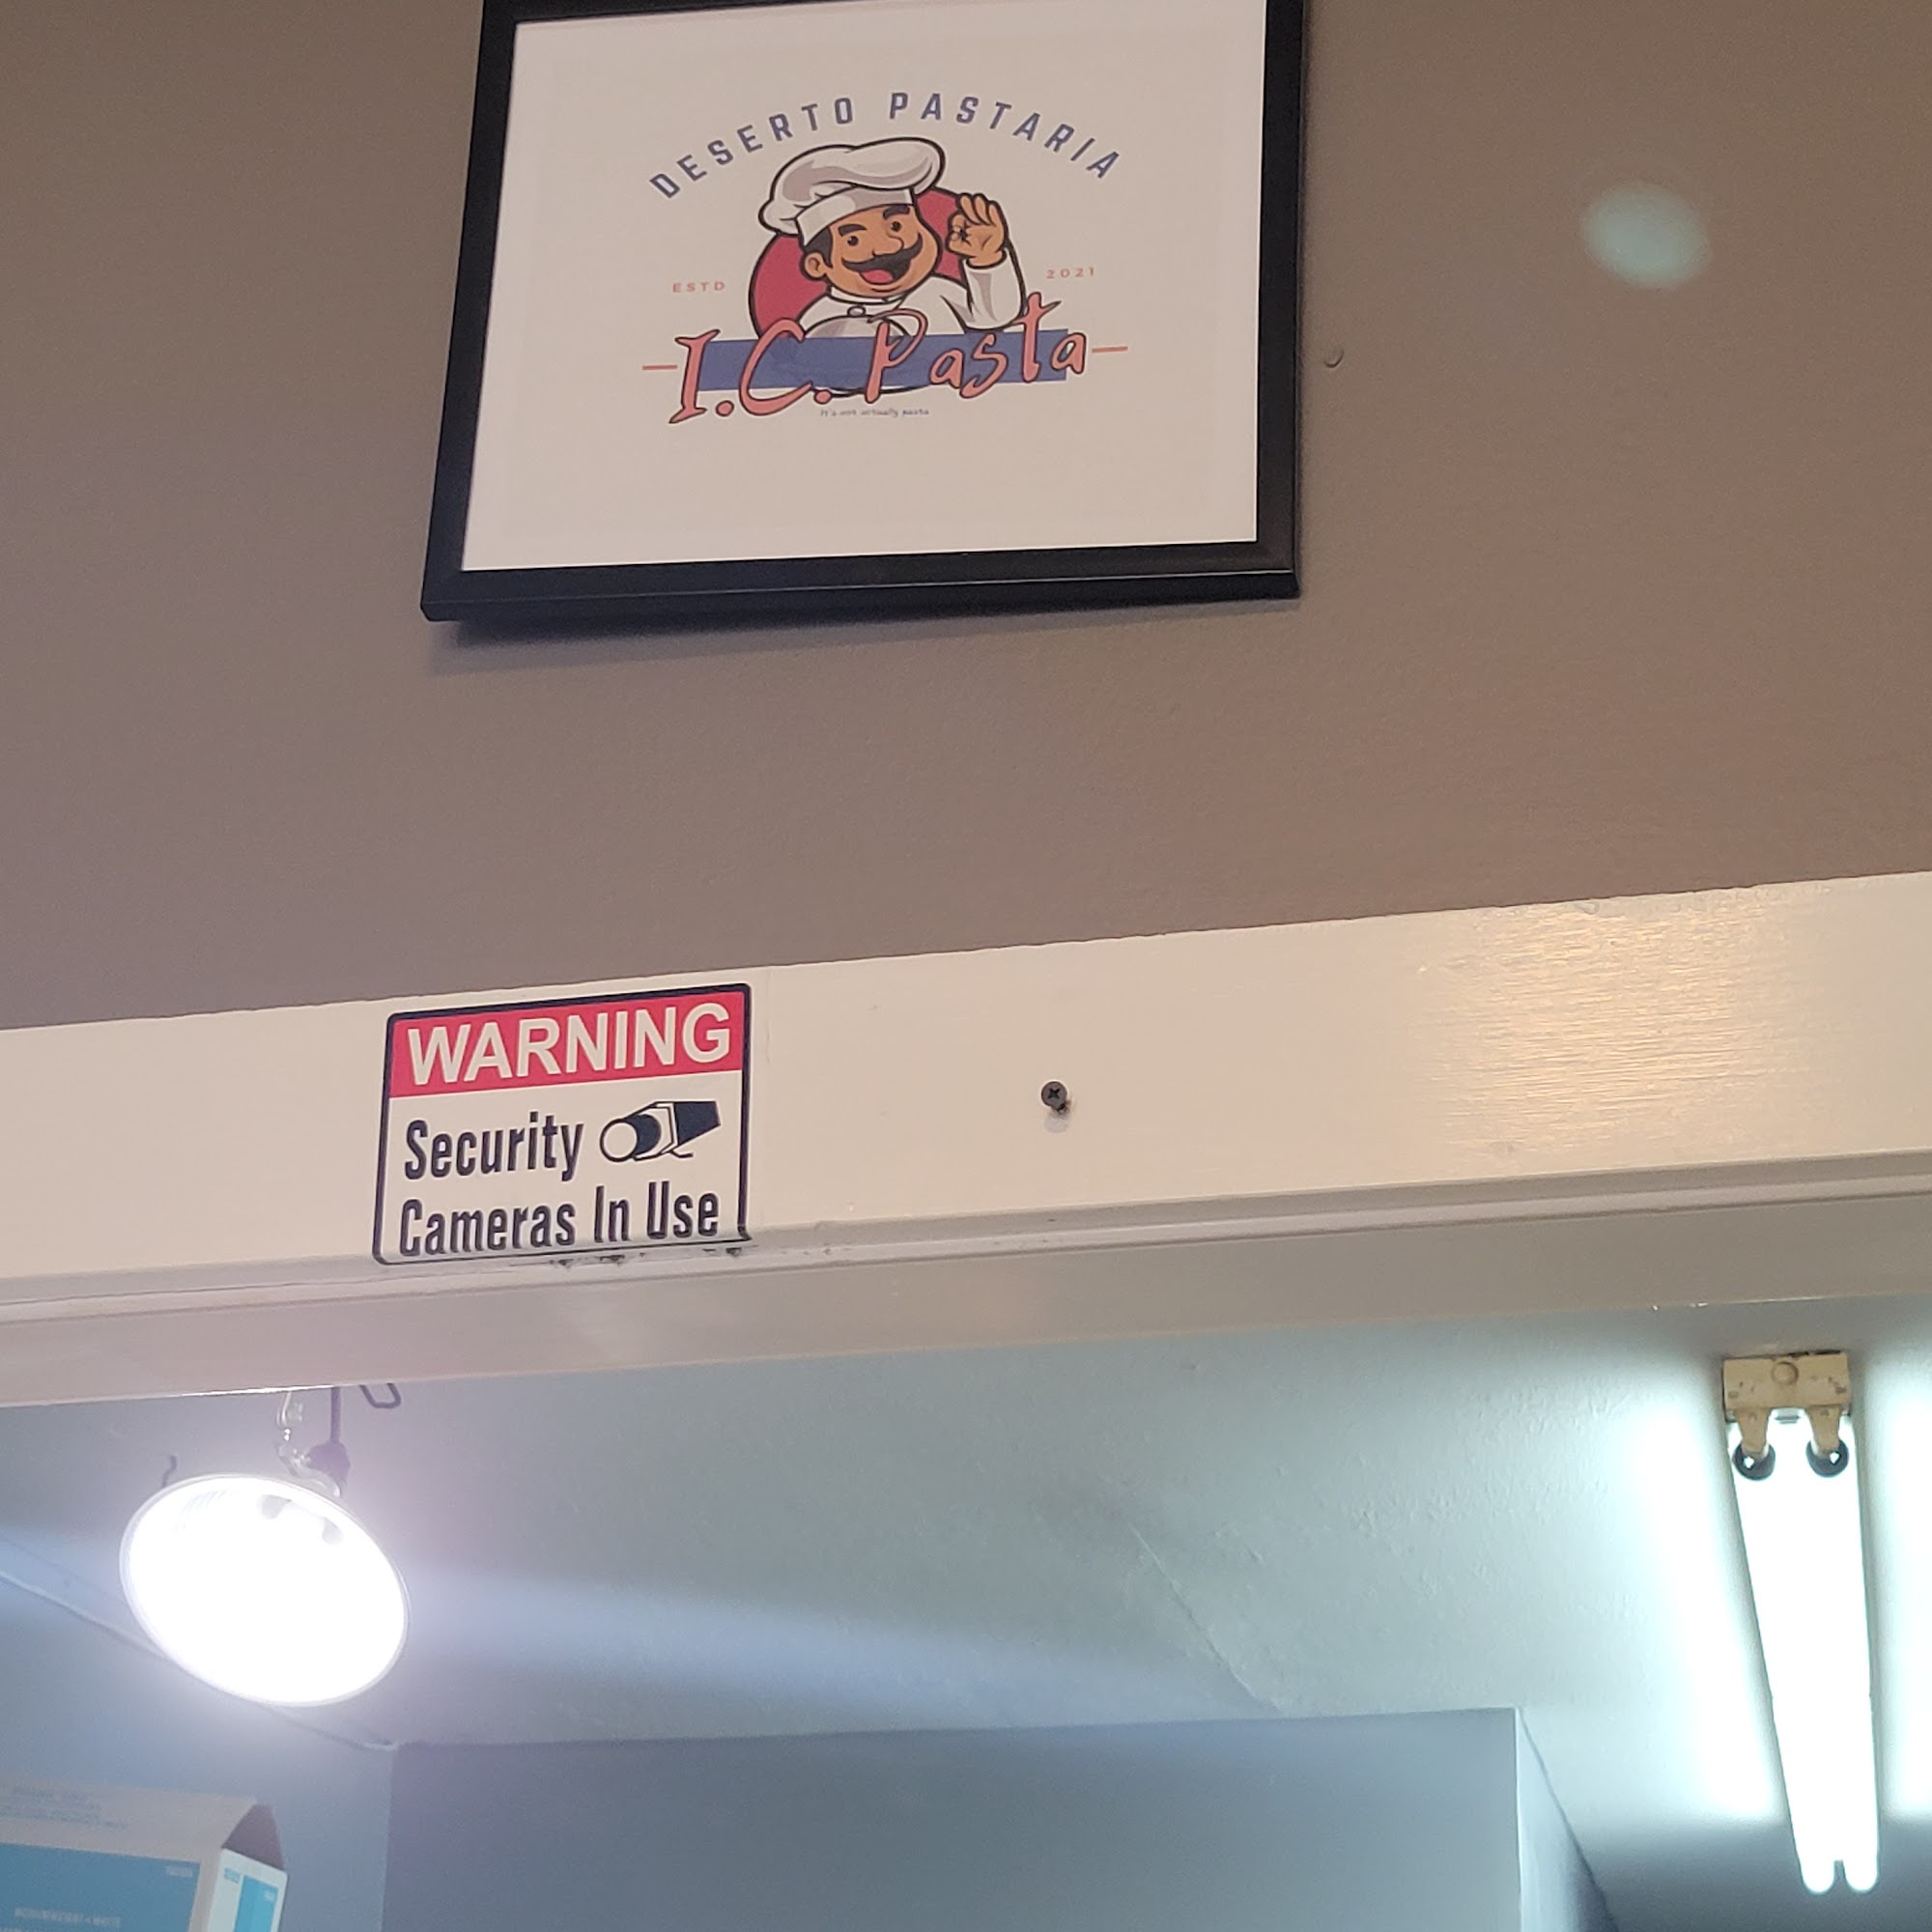 DESERTO PASTARIA
ESTD 2021
I.C. Pasta
It's not actually pasta
WARNING
Security
Cameras In Use